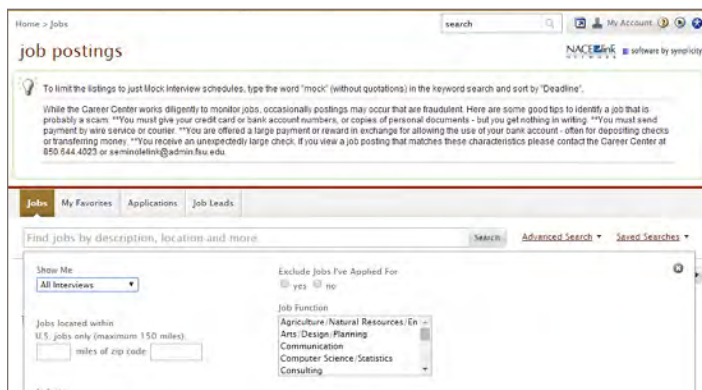 Home > Jobs
search
My Account
job postings
NACElink NETWORK software by symplicity
To limit the listings to just Mock Interview schedules, type the word "mock" (without quotations) in the keyword search and sort by "Deadline".
While the Career Center works diligently to monitor jobs, occasionally postings may occur that are fraudulent. Here are some good tips to identify a job that is
probably a scam. **You must give your credit card or bank account numbers, or copies of personal documents - but you get nothing in writing. **You must send
payment by wire service or courier. **You are offered a large payment or reward in exchange for allowing the use of your bank account - often for depositing checks
or transferring money. **You receive an unexpectedly large check. If you view a job posting that matches these characteristics please contact the Career Center at
850.644.4023 or seminolelink@admin.fsu.edu.
Jobs
My Favorites
Applications
Job Leads
Find jobs by description, location and more
Search
Advanced Search
Saved Searches
Show Me
All Interviews
Exclude Jobs I've Applied For
yes no
Jobs located within
U.S. jobs only (maximum 150 miles).
miles of zip code
Job Function
Agriculture/Natural Resources/En
Arts/Design/Planning
Communication
Computer Science/Statistics
Consulting